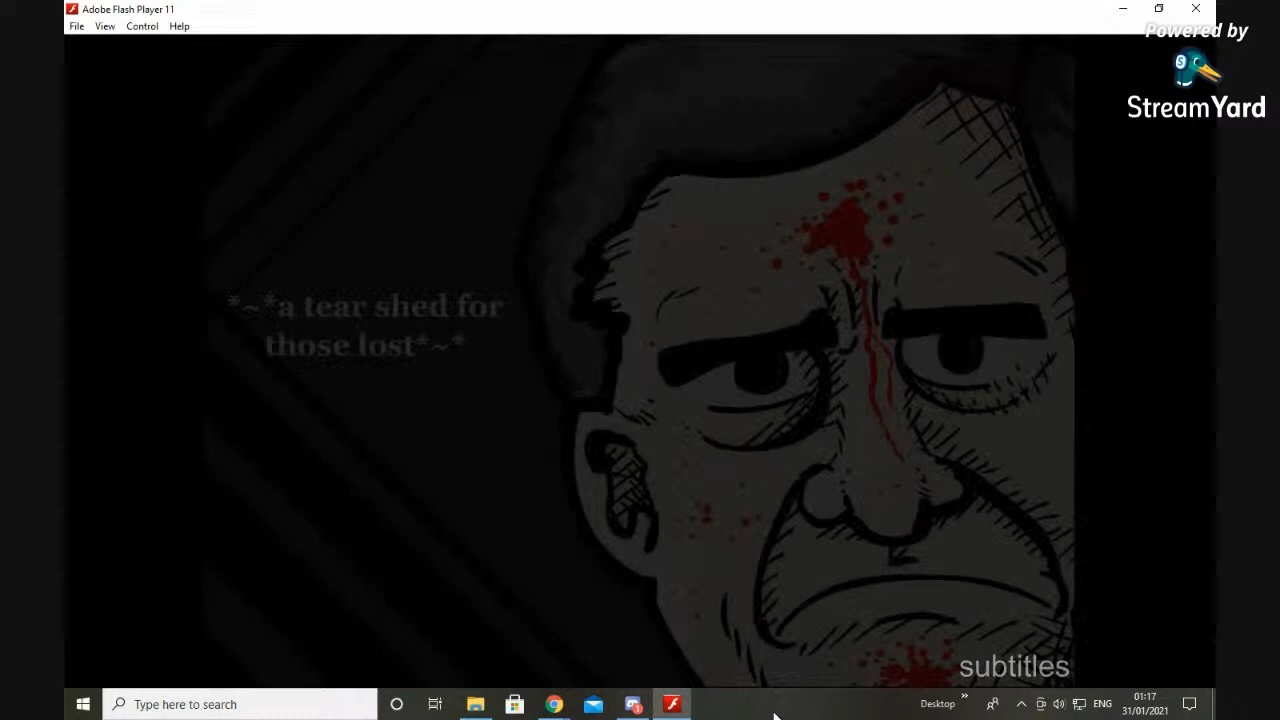 Adobe Flash Player 11
File View Control Help
Powered by
StreamYard
*~*a tear shed for
those lost*~*
subtitles
Type here to search
Desktop
ENG
01:17
31/01/2021